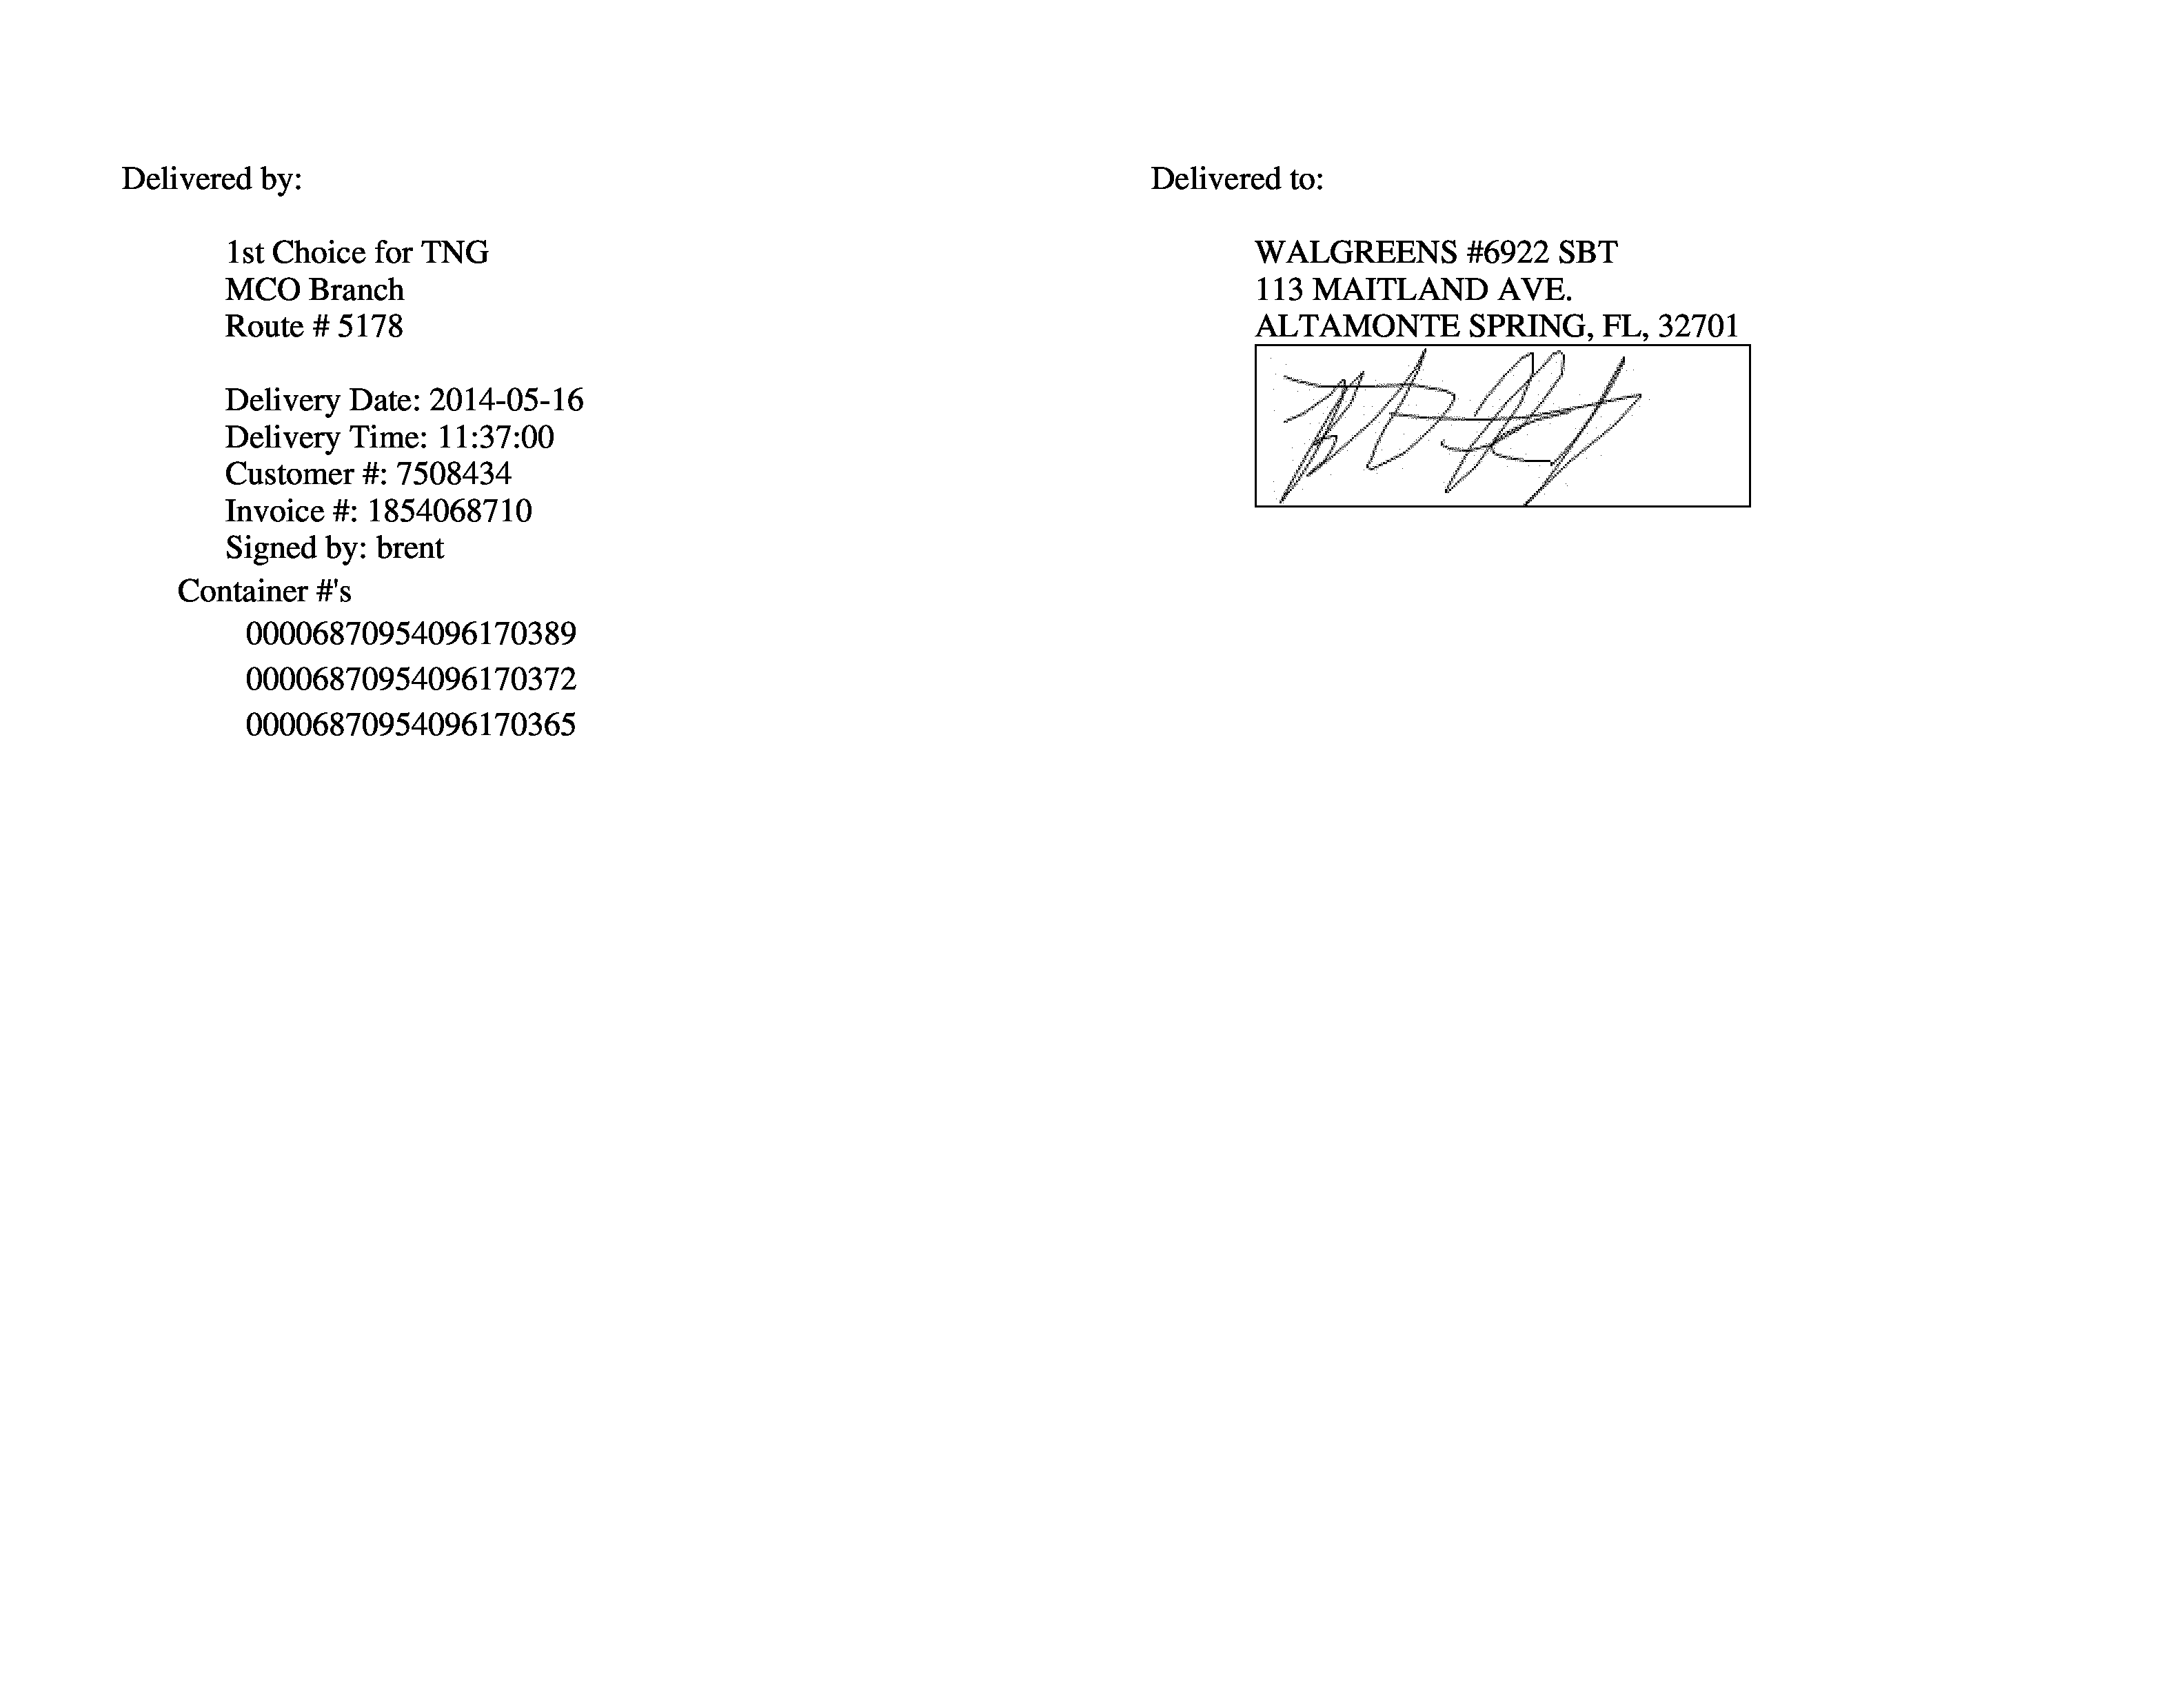 Delivered by:
1st Choice for TNG
MCO Branch
Route # 5178
Delivery Date: 2014-05-16
Delivery Time: 11:37:00
Customer #: 7508434
Invoice #: 1854068710
Signed by: brent
Container #'s
00006870954096170389
00006870954096170372
00006870954096170365
Delivered to:
WALGREENS #6922 SBT
113 MAITLAND AVE.
ALTAMONTE SPRING, FL, 32701